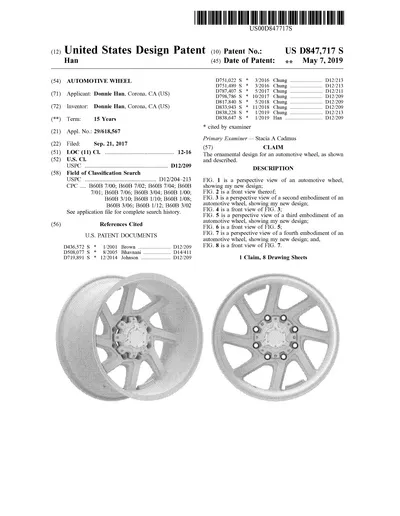 US00D847717S
(12) United States Design Patent
Han
(10) Patent No.: US D847,717 S
(45) Date of Patent: ** May 7, 2019
(54) AUTOMOTIVE WHEEL
(71) Applicant: Donnie Han, Corona, CA (US)
(72) Inventor: Donnie Han, Corona, CA (US)
(**) Term: 15 Years
(21) Appl. No.: 29/618,567
(22) Filed: Sep. 21, 2017
(51) LOC (11) Cl. 12-16
(52) U.S. Cl.
USPC D12/209
(58) Field of Classification Search
USPC D12/204-213
CPC B60B 7/00; B60B 7/02; B60B 7/04; B60B
7/01; B60B 7/06; B60B 3/04; B60B 1/00;
B60B 3/10; B60B 1/10; B60B 1/08;
B60B 3/06; B60B 1/12; B60B 3/02
See application file for complete search history.
(56) References Cited
U.S. PATENT DOCUMENTS
D436,572 S * 1/2001 Brown D12/209
D508,077 S * 8/2005 D14/411
D719,891 S * 12/2014 Johnson D12/209
D751,022 S * 3/2016 Chung D12/213
D751,489 S * 3/2016 Chung D12/213
D787,407 S * 5/2017 Chung D12/211
D798,786 S * 10/2017 Chung D12/209
D817,840 S * 5/2018 Chung D12/209
D833,943 S * 11/2018 Chung D12/209
D838,228 S * 1/2019 Chung D12/213
D838,647 S * 1/2019 Han D12/209
* cited by examiner
Primary Examiner — Stacia A Cadmus
(57) CLAIM
The ornamental design for an automotive wheel, as shown
and described.
DESCRIPTION
FIG. 1 is a perspective view of an automotive wheel,
showing my new design;
FIG. 2 is a front view thereof;
FIG. 3 is a perspective view of a second embodiment of an
automotive wheel, showing my new design;
FIG. 4 is a front view of FIG. 3;
FIG. 5 is a perspective view of a third embodiment of an
automotive wheel, showing my new design;
FIG. 6 is a front view of FIG. 5;
FIG. 7 is a perspective view of a fourth embodiment of an
automotive wheel, showing my new design; and,
FIG. 8 is a front view of FIG. 7.
1 Claim, 8 Drawing Sheets